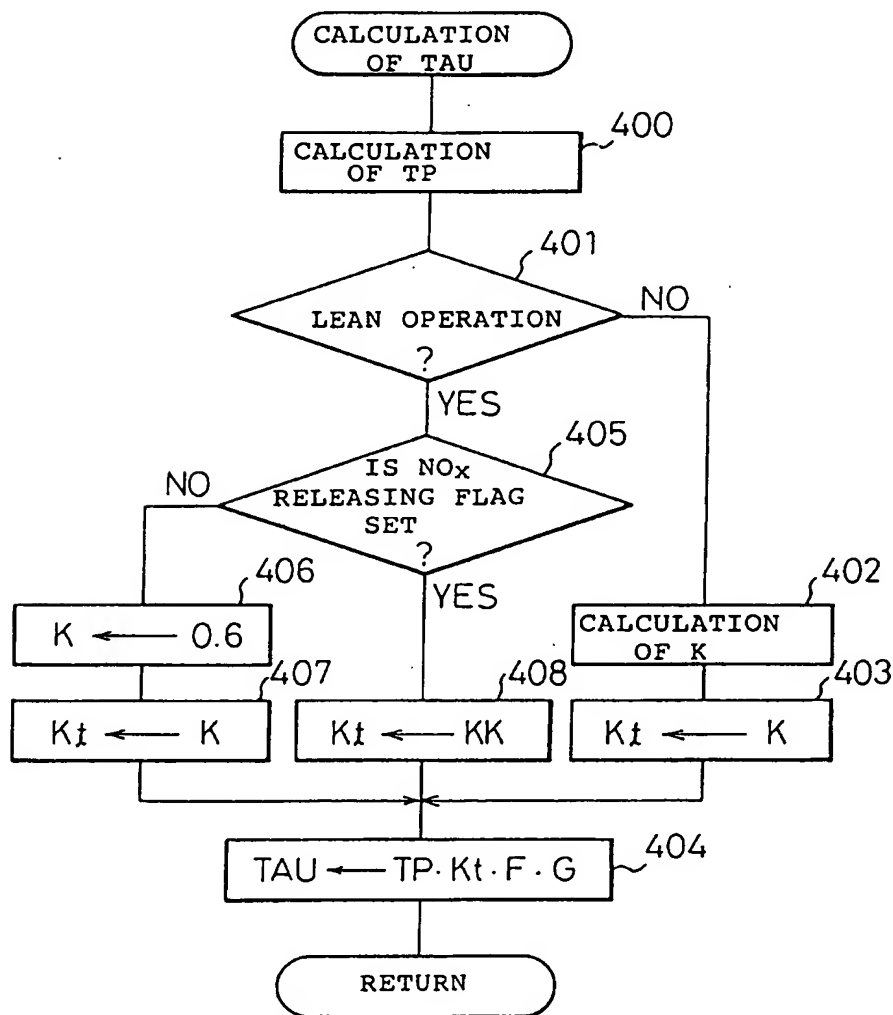 CALCULATION
OF TAU
400
CALCULATION
OF TP
401
LEAN OPERATION
?
NO
YES
405
IS NOx
RELEASING FLAG
SET
?
NO
YES
406
K ← 0.6
402
CALCULATION
OF K
407
Kt ← K
408
Kt ← KK
403
Kt ← K
404
TAU ← TP·Kt·F·G
RETURN